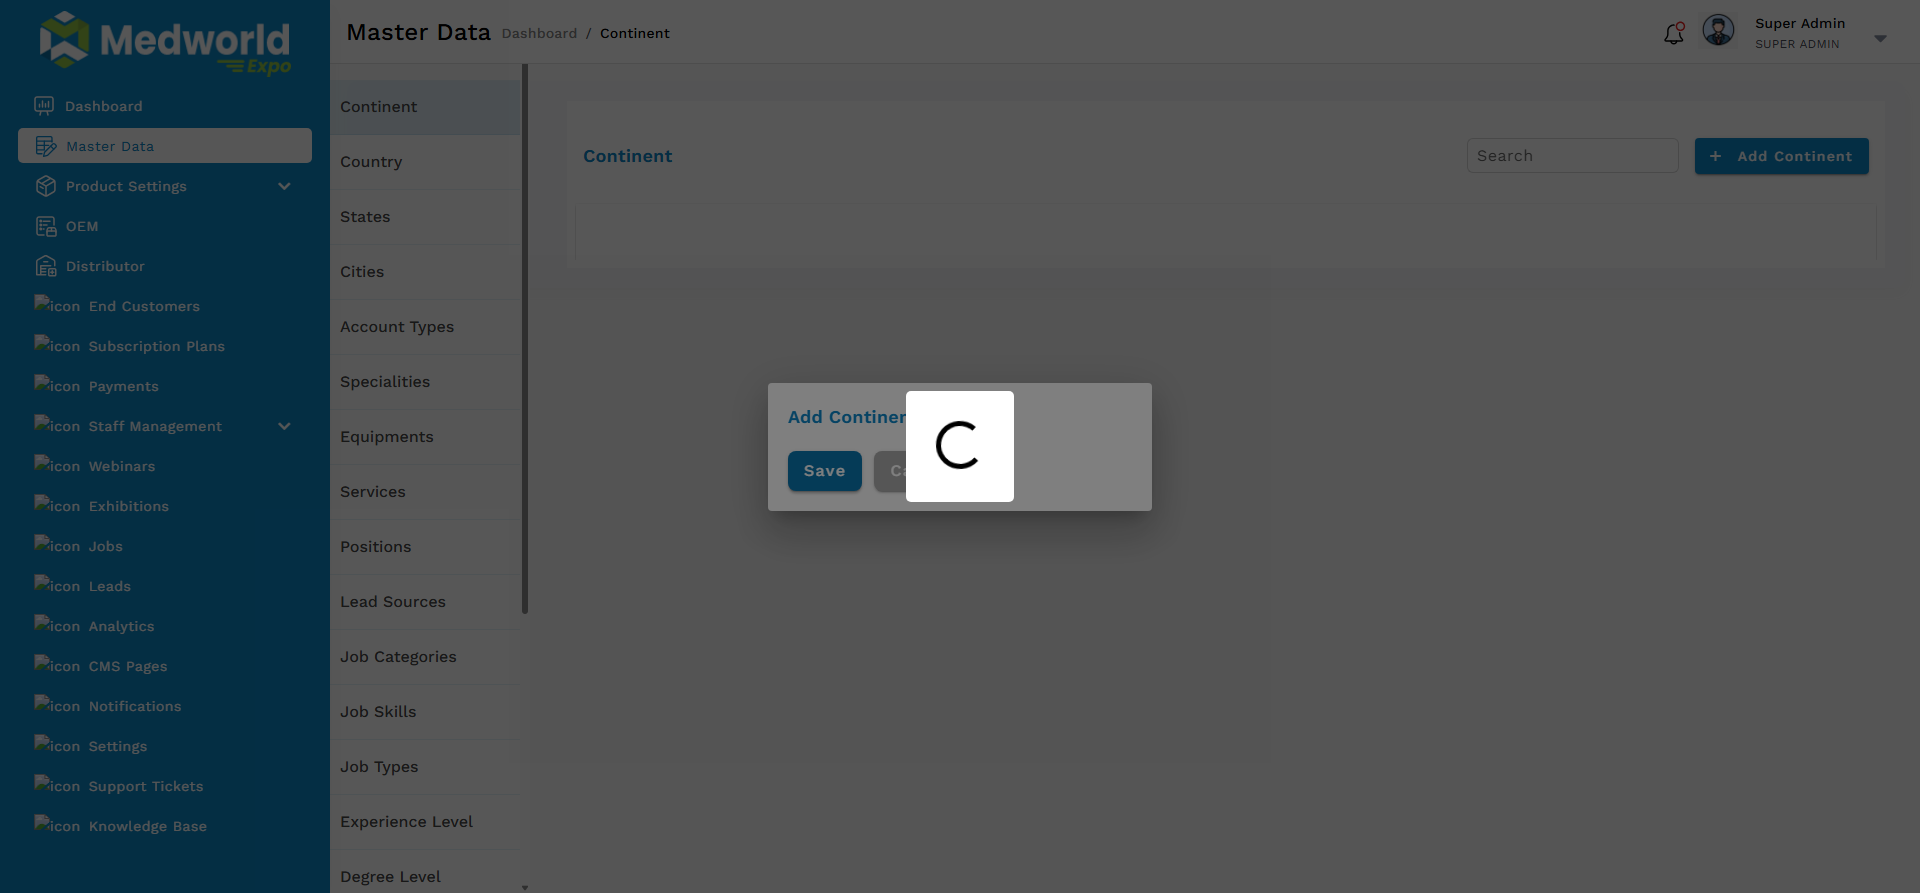 Medworld
Expo
Dashboard
Master Data
Product Settings
OEM
Distributor
icon End Customers
icon Subscription Plans
icon Payments
icon Staff Management
icon Webinars
icon Exhibitions
icon Jobs
icon Leads
icon Analytics
icon CMS Pages
icon Notifications
icon Settings
icon Support Tickets
icon Knowledge Base
Master Data Dashboard / Continent
Super Admin
SUPER ADMIN
Continent
Country
States
Cities
Account Types
Specialities
Equipments
Services
Positions
Lead Sources
Job Categories
Job Skills
Job Types
Experience Level
Degree Level
Continent
Search
+ Add Continent
Add Continen
Save
Ca